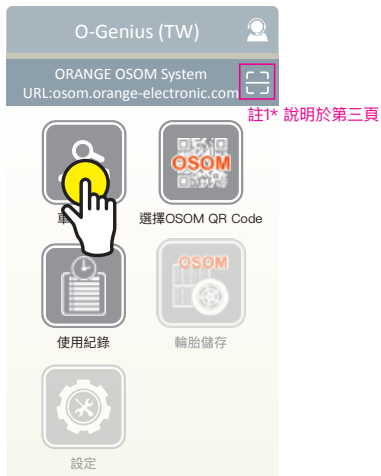 O-Genius (TW)
ORANGE OSOM System
URL:osom.orange-electronic.com
註1* 說明於第三頁
OSOM
車
選擇OSOM QR Code
OSOM
使用紀錄
輪胎儲存
設定